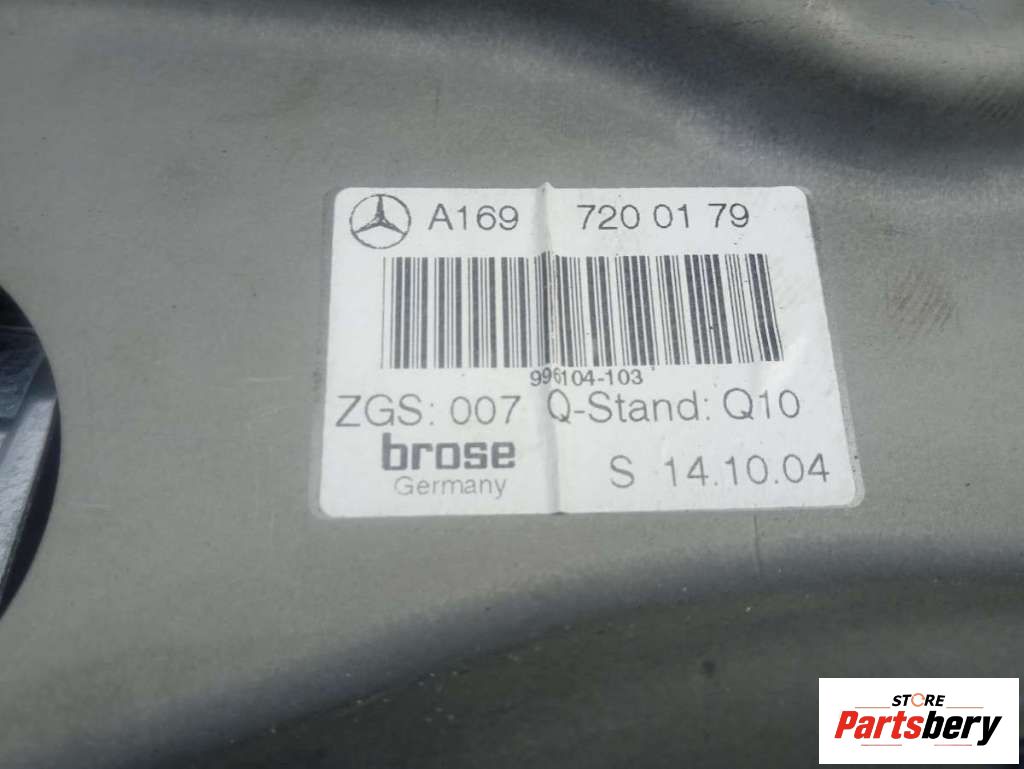 A169 720 01 79
996104-103
ZGS: 007 Q-Stand: Q10
brose
Germany
S 14.10.04
STORE
Partsbery